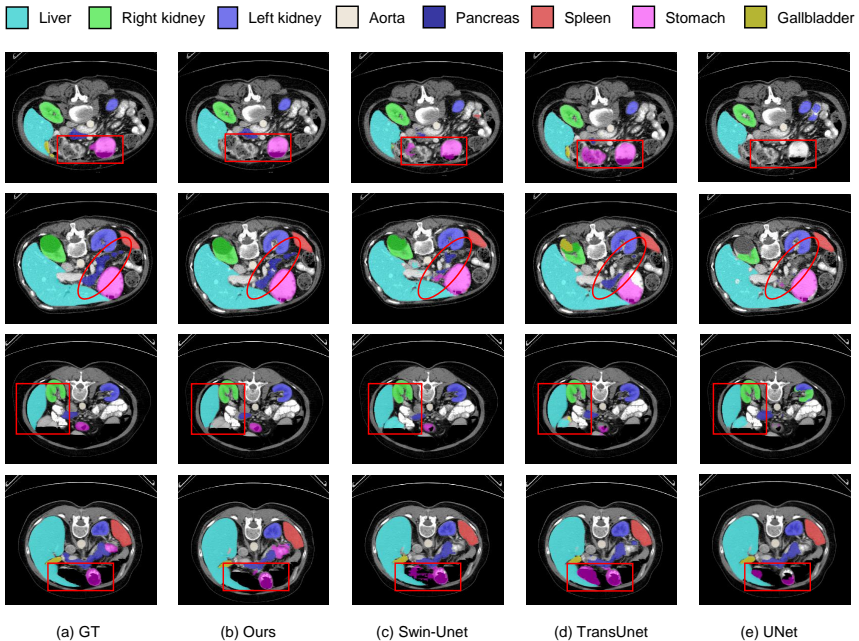 Liver Right kidney Left kidney Aorta Pancreas Spleen Stomach Gallbladder
(a) GT (b) Ours (c) Swin-Unet (d) TransUnet (e) UNet